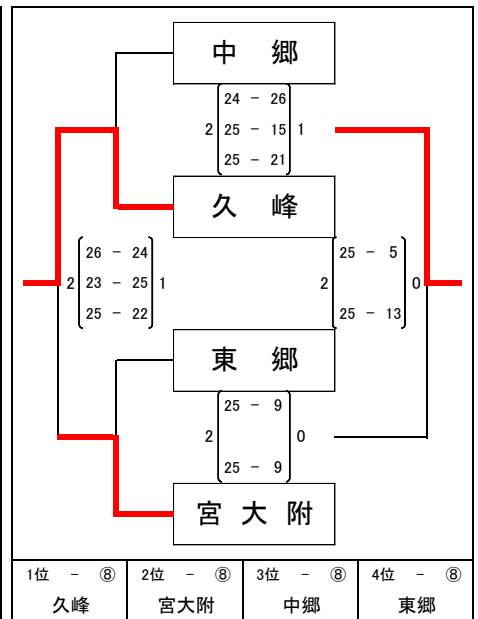 中 郷
24 - 26
2 25 - 15 1
25 - 21
久 峰
26 - 24
2 23 - 25 1
25 - 22
25 - 5
2 0
25 - 13
東 郷
25 - 9
2 0
25 - 9
宮 大 附
1位 - ⑧ 2位 - ⑧ 3位 - ⑧ 4位 - ⑧
久峰 宮大附 中郷 東郷